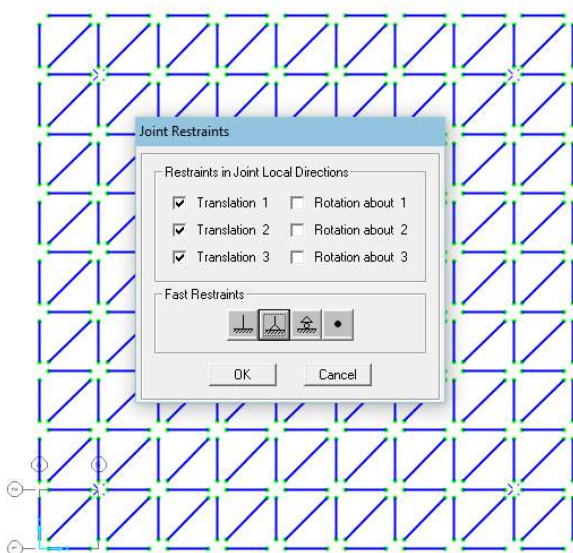 Joint Restraints
Restraints in Joint Local Directions
Translation 1 Rotation about 1
Translation 2 Rotation about 2
Translation 3 Rotation about 3
Fast Restraints
OK Cancel